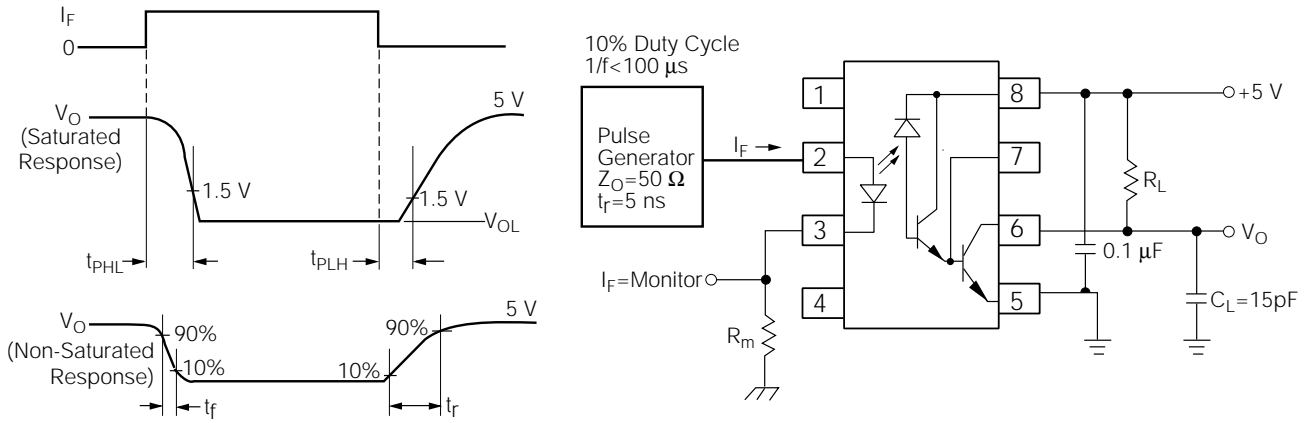 I_F
0
V_O
(Saturated
Response)
5 V
1.5 V
1.5 V
V_OL
t_PHL
t_PLH
V_O
(Non-Saturated
Response)
90%
10%
90%
10%
5 V
t_f
t_r
10% Duty Cycle
1/f<100 μs
Pulse
Generator
Z_O=50 Ω
t_r=5 ns
I_F →
1
2
3
4
8
7
6
5
+5 V
R_L
V_O
0.1 μF
C_L=15pF
I_F=Monitor
R_m